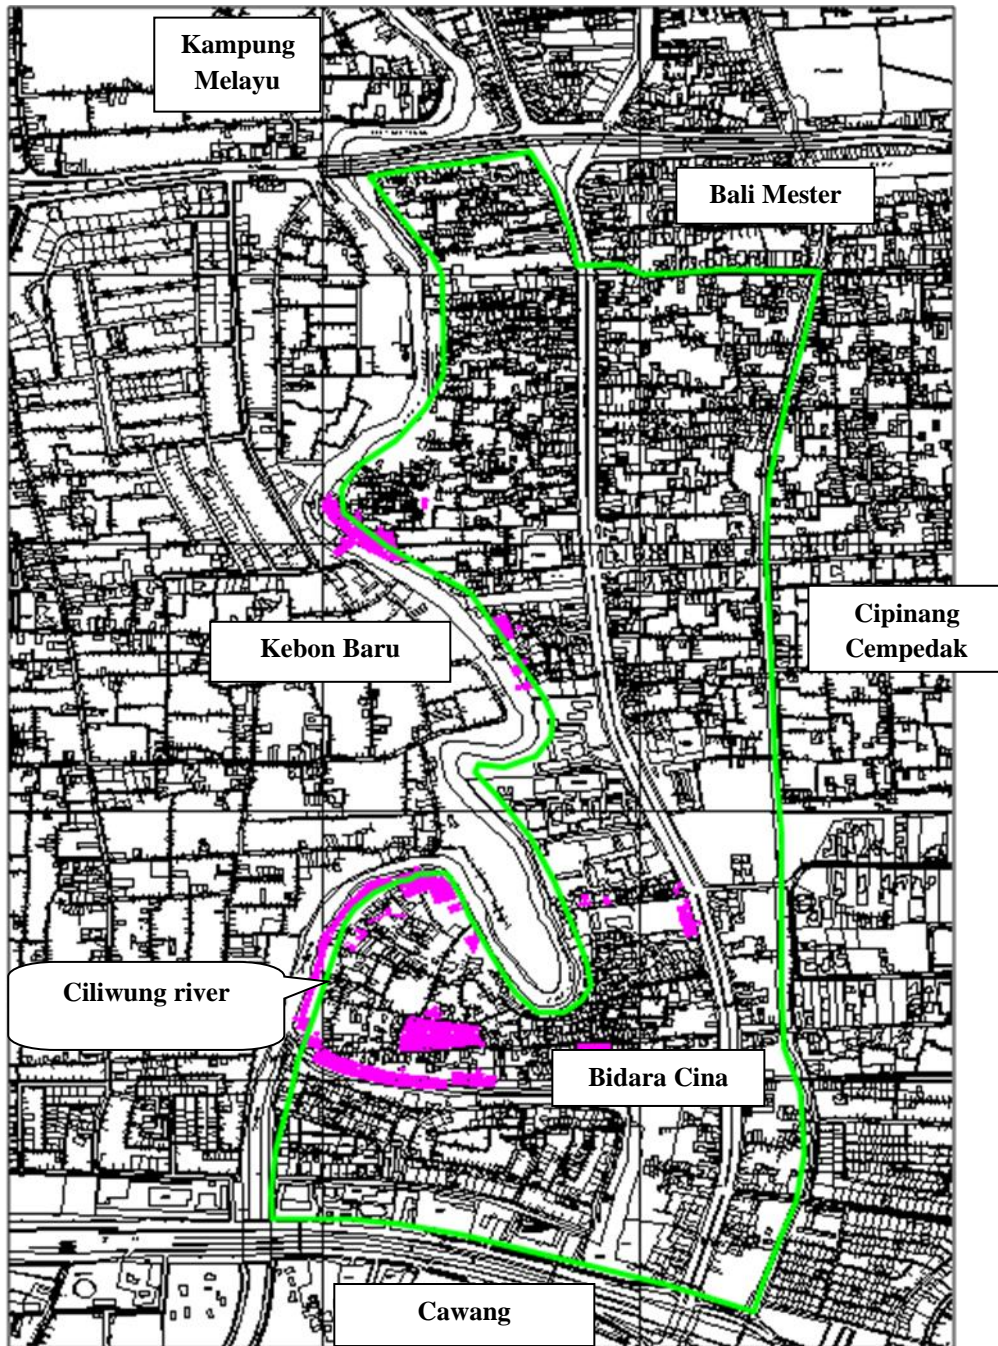 Kampung
Melayu
Bali Mester
Cipinang
Cempedak
Kebon Baru
Ciliwung river
Bidara Cina
Cawang